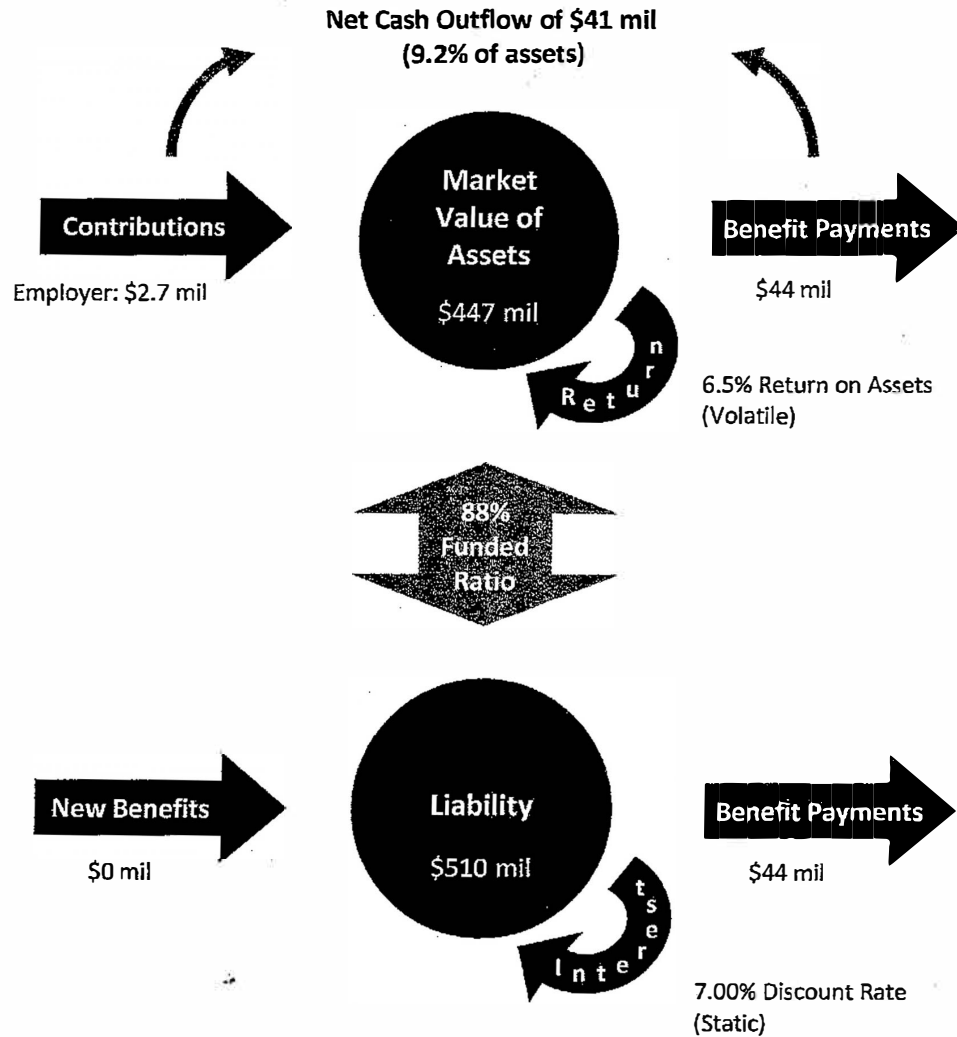 Net Cash Outflow of $41 mil
(9.2% of assets)
Contributions
Employer: $2.7 mil
Market
Value of
Assets
$447 mil
Benefit Payments
$44 mil
Return
6.5% Return on Assets
(Volatile)
88%
Funded
Ratio
New Benefits
$0 mil
Liability
$510 mil
Benefit Payments
$44 mil
Interest
7.00% Discount Rate
(Static)